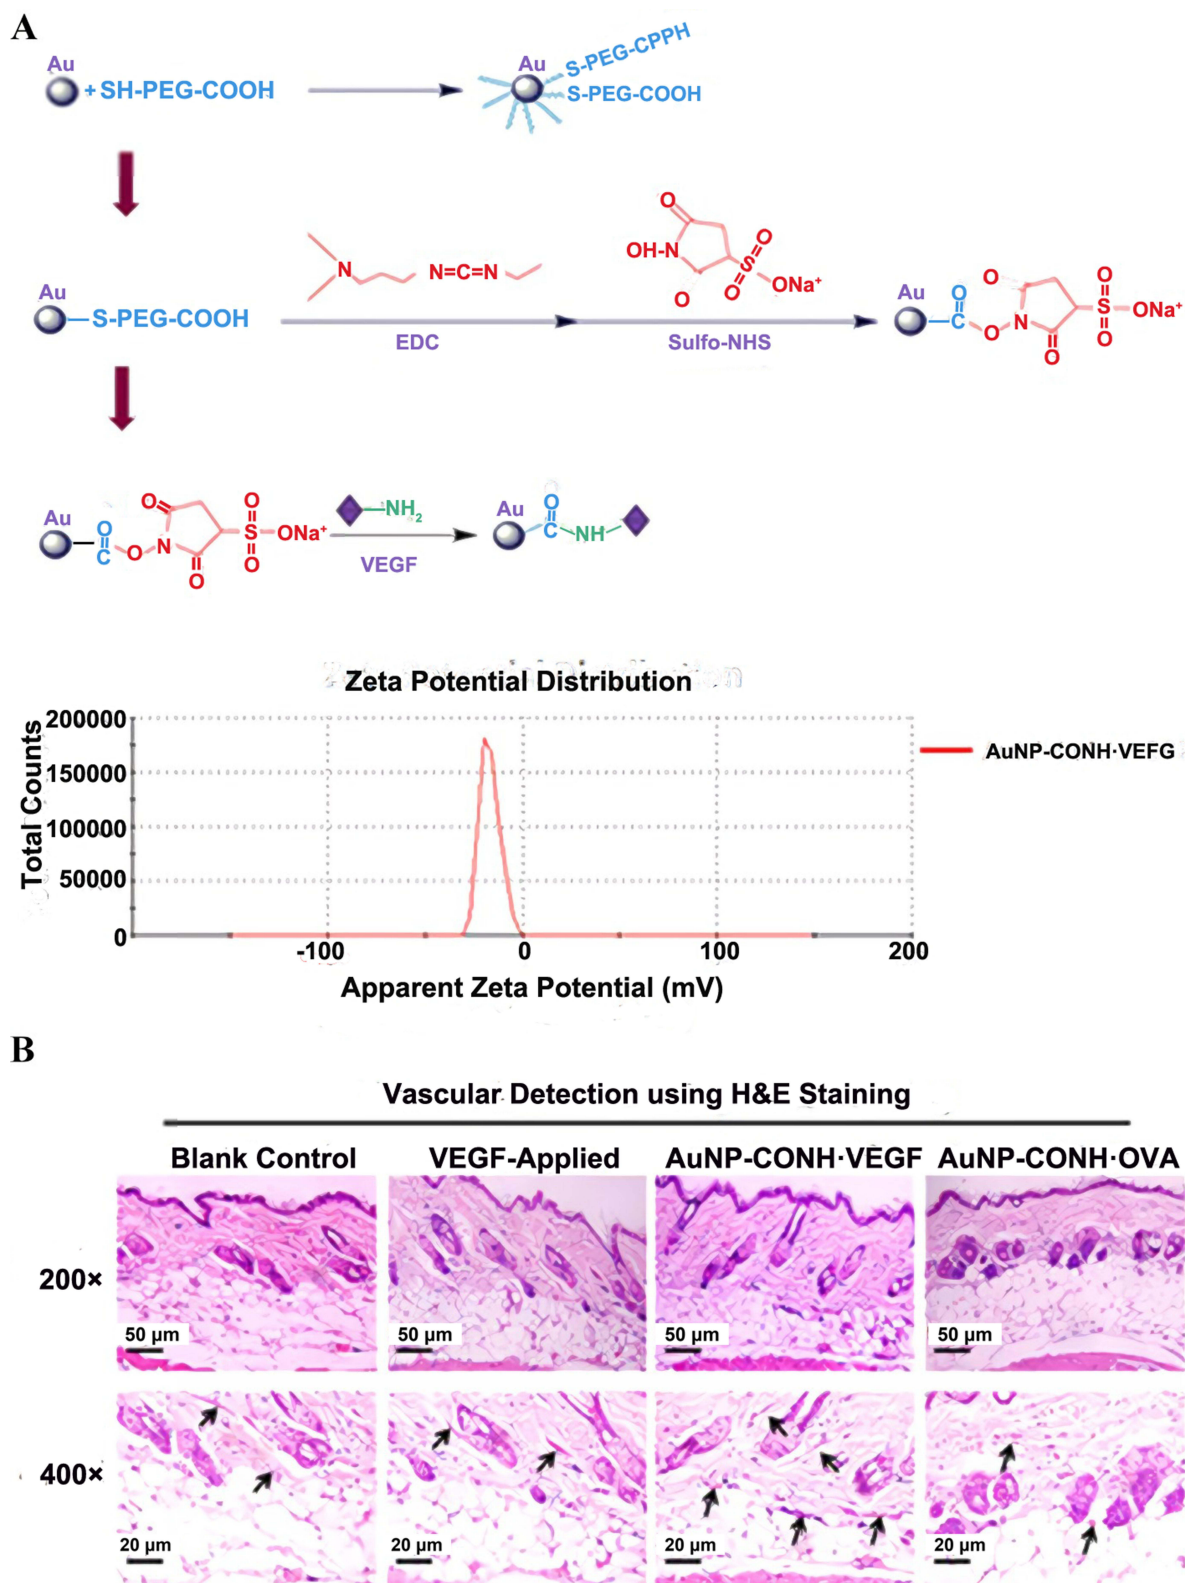 A
Au
+ SH-PEG-COOH
Au
S-PEG-CPPH
S-PEG-COOH
Au
S-PEG-COOH
N
N=C=N
EDC
O
OH-N
O
S
O
O
ONa+
Sulfo-NHS
Au
O
C
O
O
N
O
O
S
O
ONa+
Au
O
C
O
O
N
O
O
S
O
ONa+
NH2
VEGF
Au
O
C
NH
Zeta Potential Distribution
Total Counts
200000
150000
100000
50000
0
-100
0
100
200
Apparent Zeta Potential (mV)
AuNP-CONH·VEFG
B
Vascular Detection using H&E Staining
Blank Control
VEGF-Applied
AuNP-CONH·VEGF
AuNP-CONH·OVA
200×
50 µm
50 µm
50 µm
50 µm
400×
20 µm
20 µm
20 µm
20 µm